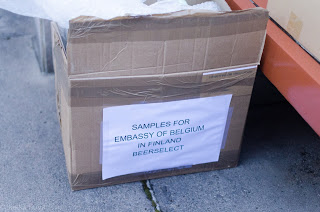 SAMPLES FOR
EMBASSY OF BELGIUM
IN FINLAND
BEERSELECT